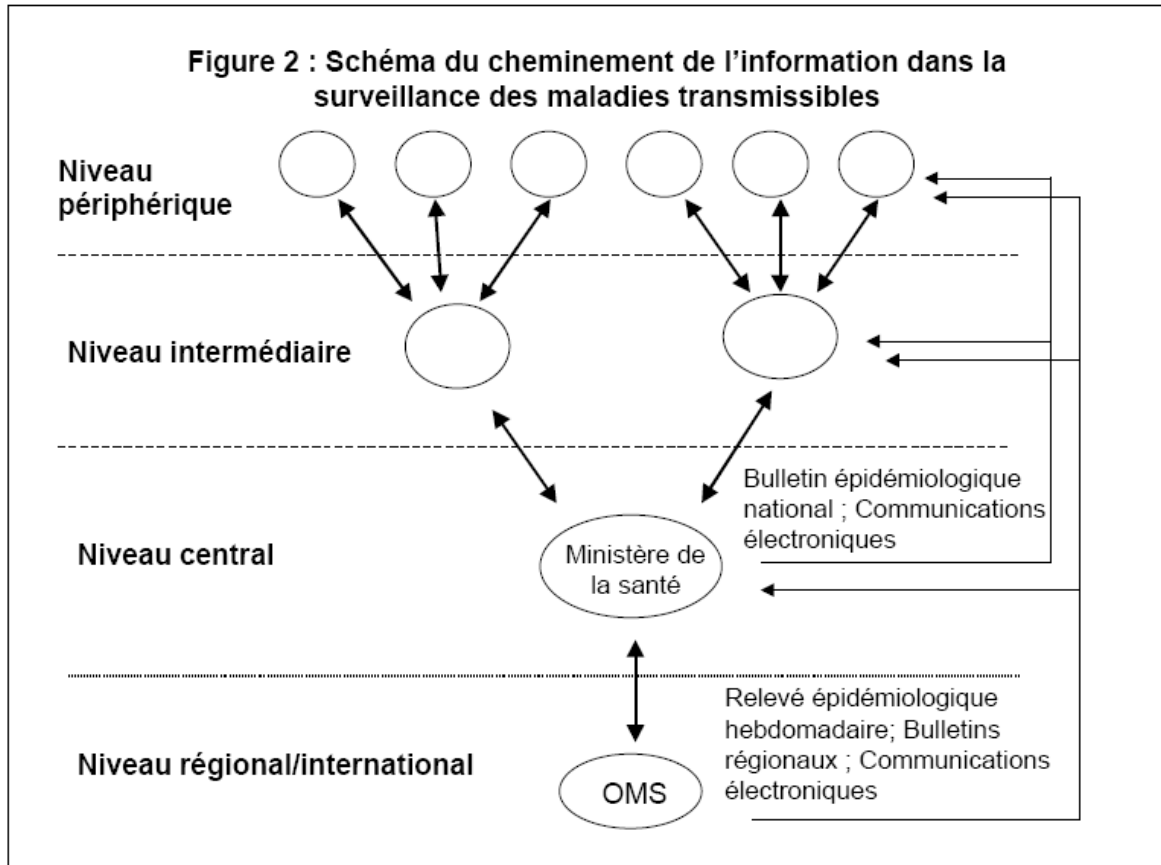 Figure 2 : Schéma du cheminement de l’information dans la
surveillance des maladies transmissibles
Niveau
périphérique
Niveau intermédiaire
Bulletin épidémiologique
national ; Communications
électroniques
Niveau central
Ministère de
la santé
Relevé épidémiologique
hebdomadaire; Bulletins
régionaux ; Communications
électroniques
Niveau régional/international
OMS